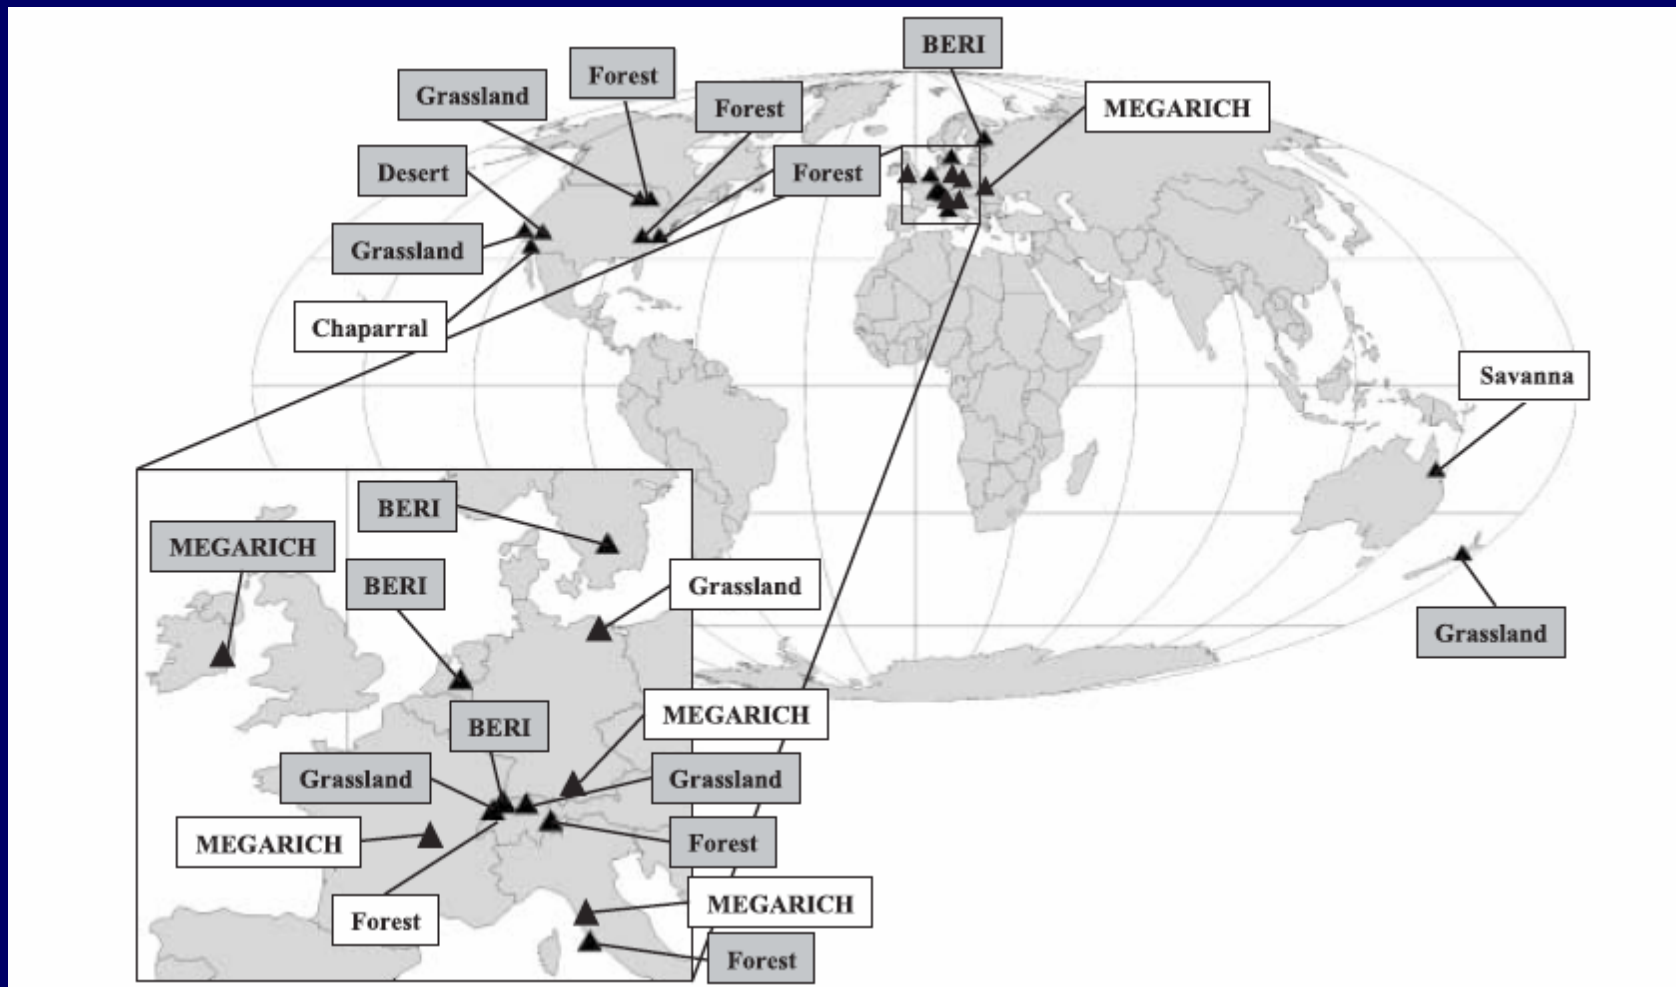 BERI
Forest
Grassland
MEGARICH
Forest
Desert
Forest
Grassland
Chaparral
Savanna
BERI
MEGARICH
BERI
Grassland
Grassland
MEGARICH
BERI
Grassland
Grassland
MEGARICH
Forest
MEGARICH
Forest
Forest